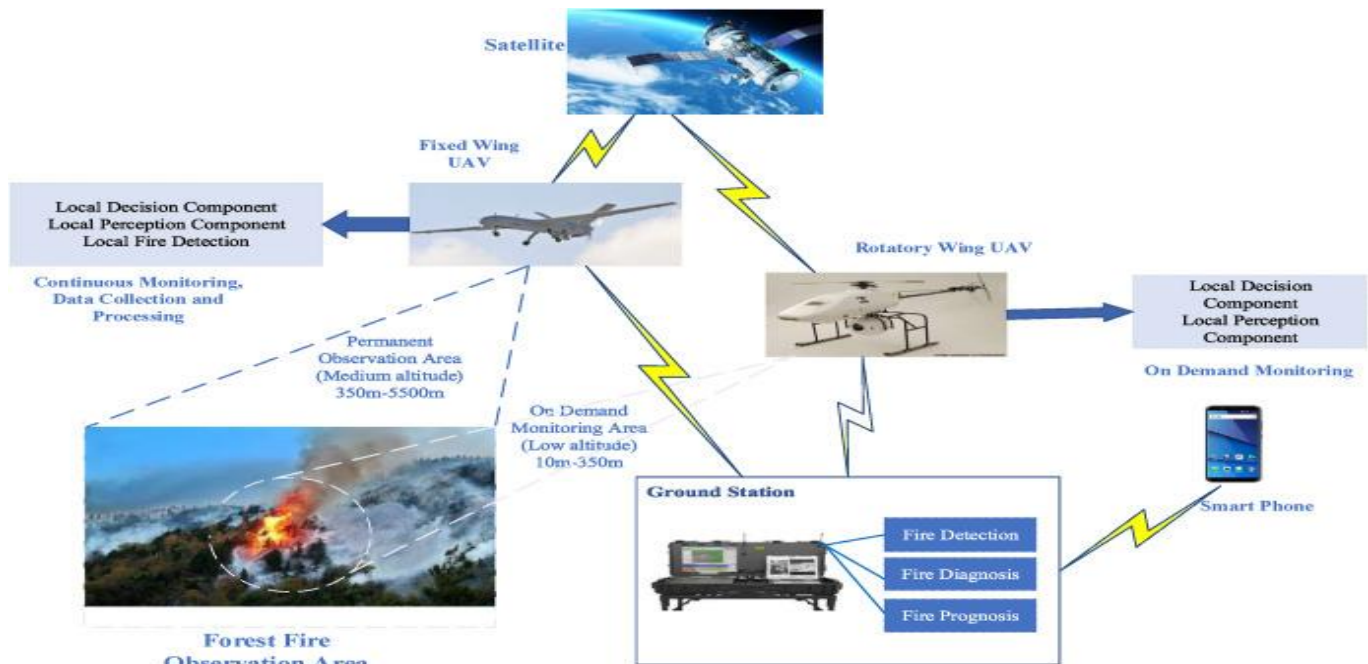 Satellite
Fixed Wing
UAV
Local Decision Component
Local Perception Component
Local Fire Detection
Continuous Monitoring,
Data Collection and
Processing
Rotatory Wing UAV
Local Decision
Component
Local Perception
Component
On Demand Monitoring
Permanent
Observation Area
(Medium altitude)
350m-5500m
On Demand
Monitoring Area
(Low altitude)
10m-350m
Ground Station
Fire Detection
Fire Diagnosis
Fire Prognosis
Smart Phone
Forest Fire
Observation Area